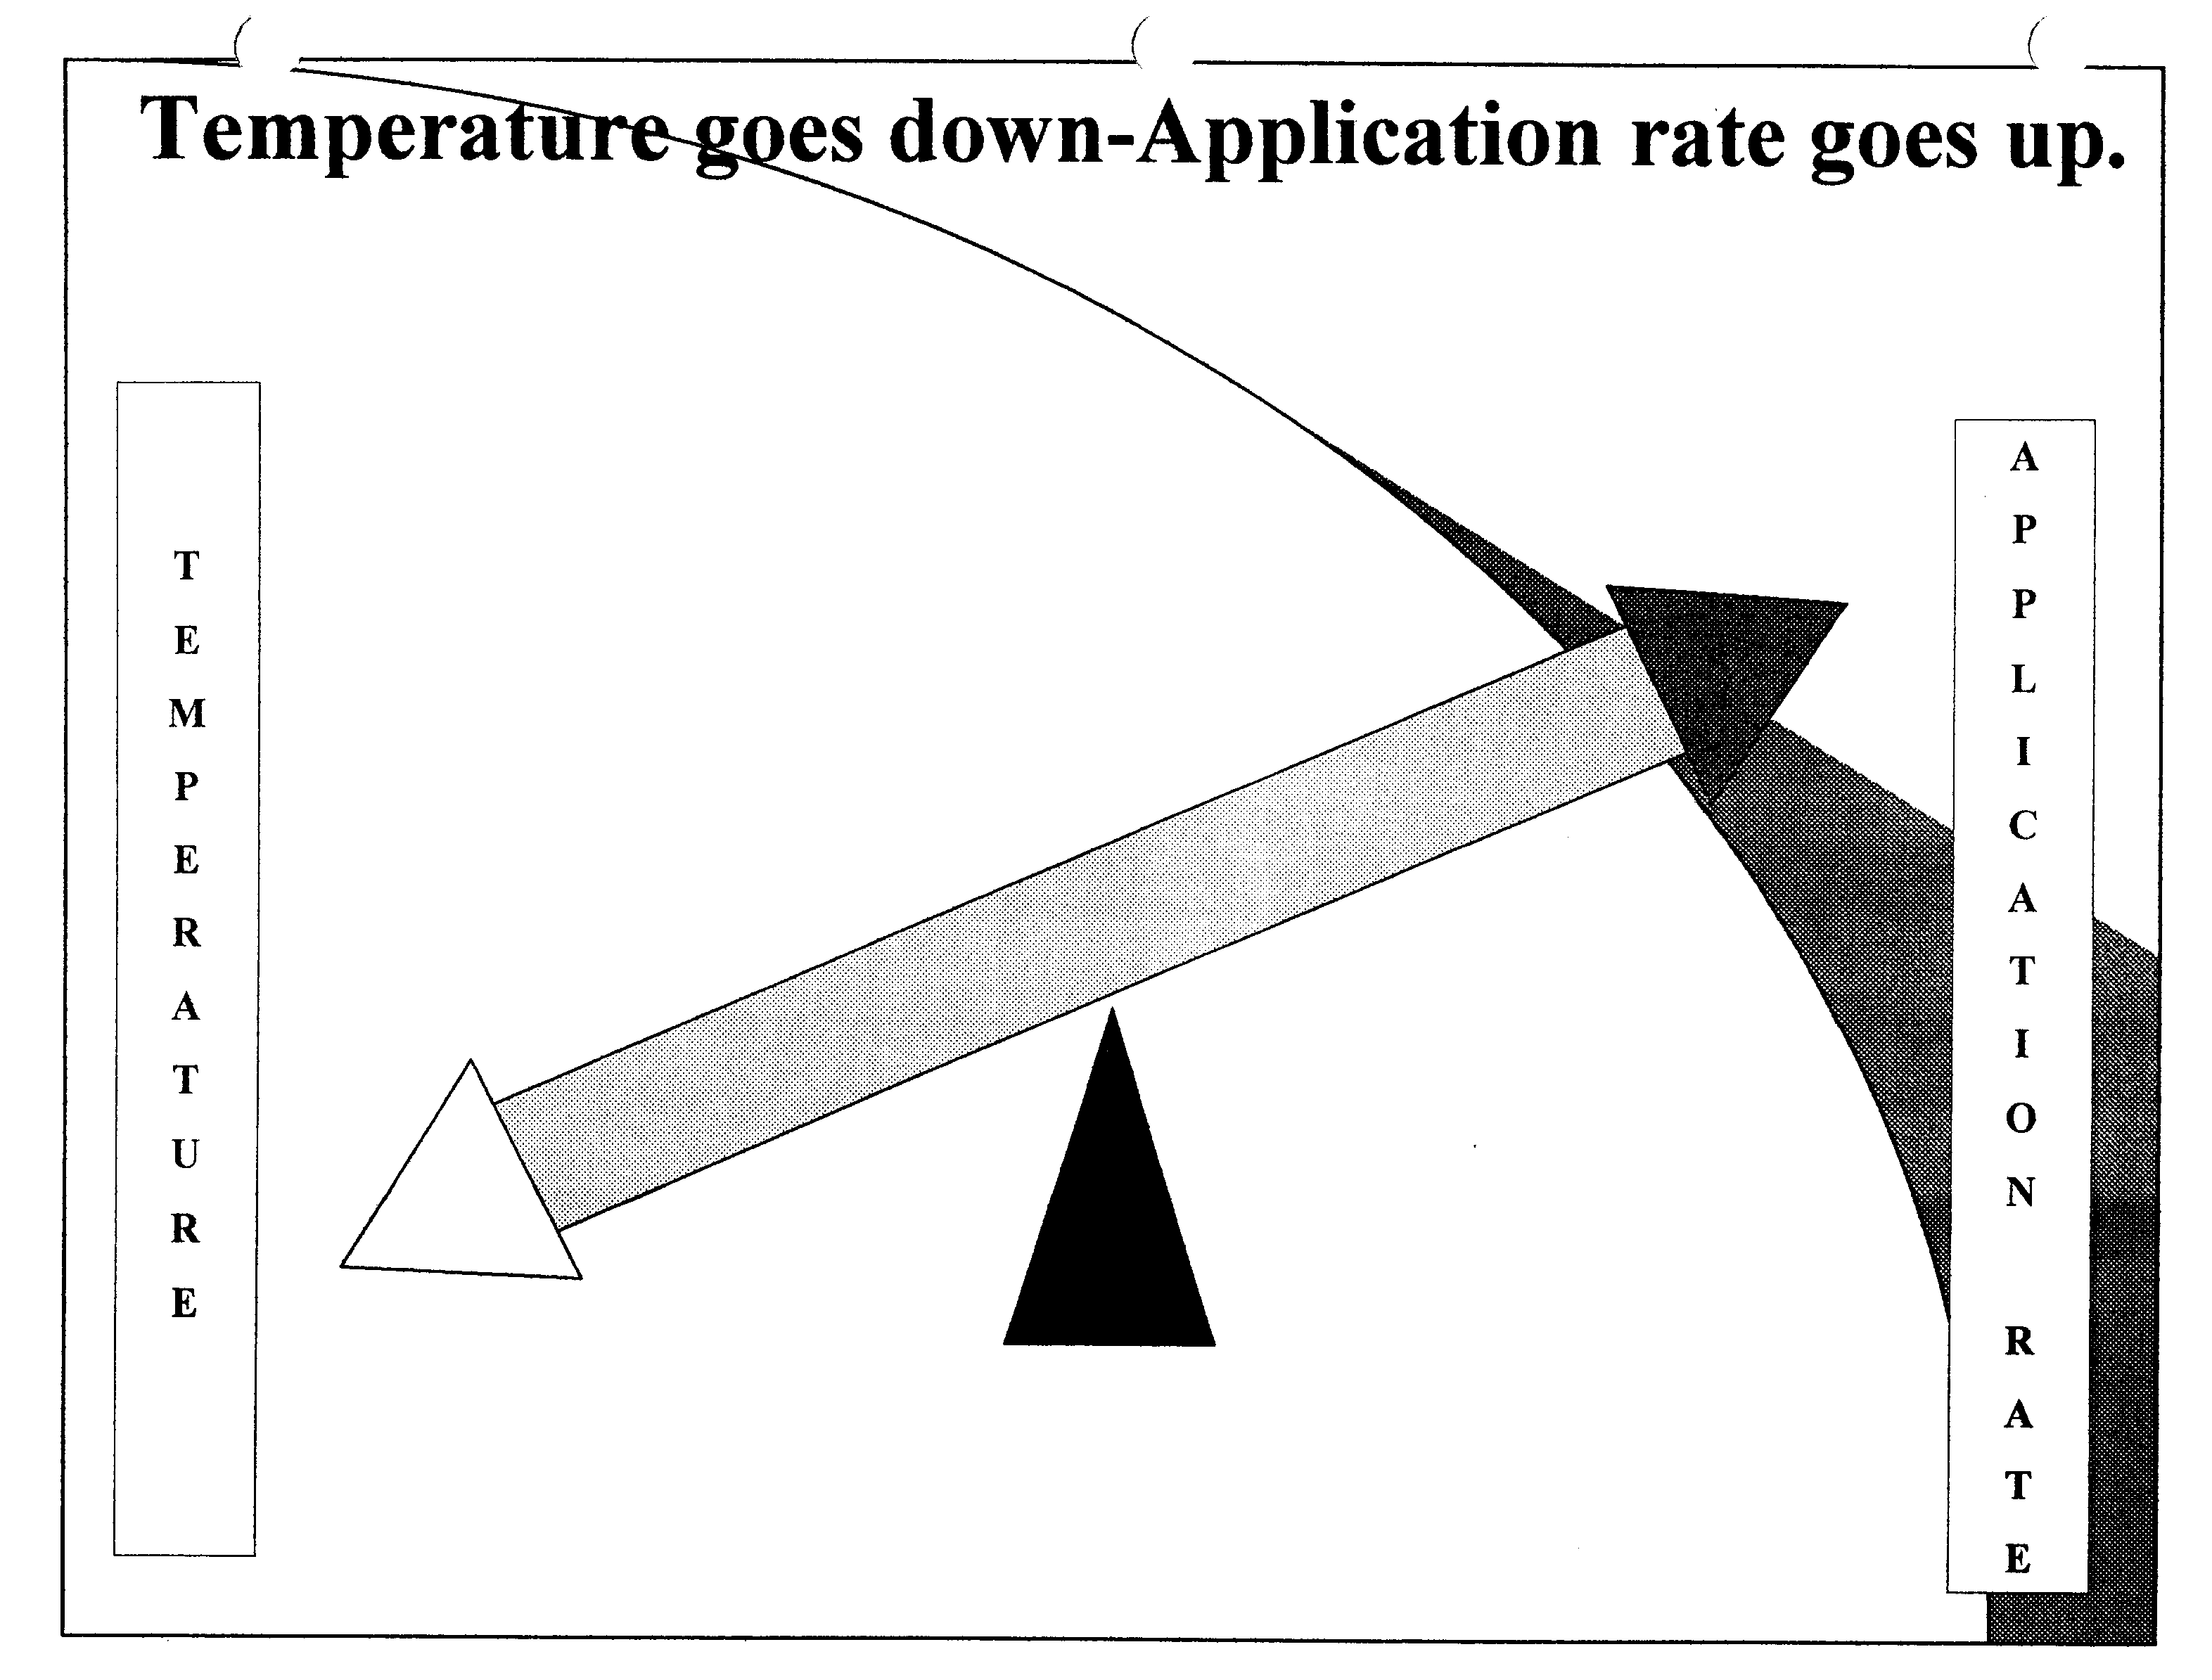 Temperature goes down-Application rate goes up.
TEMPERATURE
APPLICATION RATE